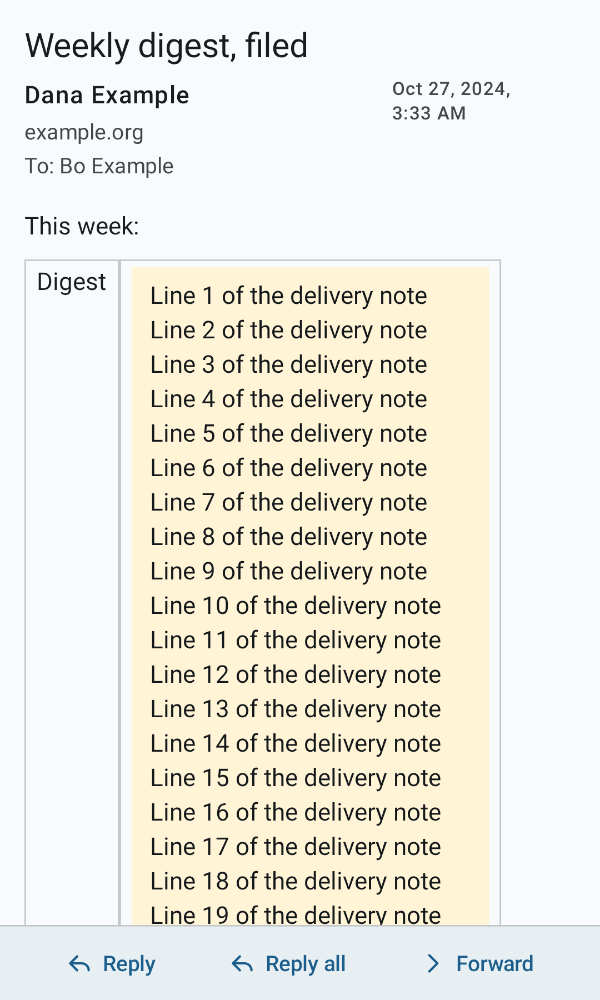 Weekly digest, filed
Dana Example
Oct 27, 2024,
3:33 AM
example.org
To: Bo Example
This week:
Digest
Line 1 of the delivery note
Line 2 of the delivery note
Line 3 of the delivery note
Line 4 of the delivery note
Line 5 of the delivery note
Line 6 of the delivery note
Line 7 of the delivery note
Line 8 of the delivery note
Line 9 of the delivery note
Line 10 of the delivery note
Line 11 of the delivery note
Line 12 of the delivery note
Line 13 of the delivery note
Line 14 of the delivery note
Line 15 of the delivery note
Line 16 of the delivery note
Line 17 of the delivery note
Line 18 of the delivery note
Line 19 of the delivery note
Reply
Reply all
Forward